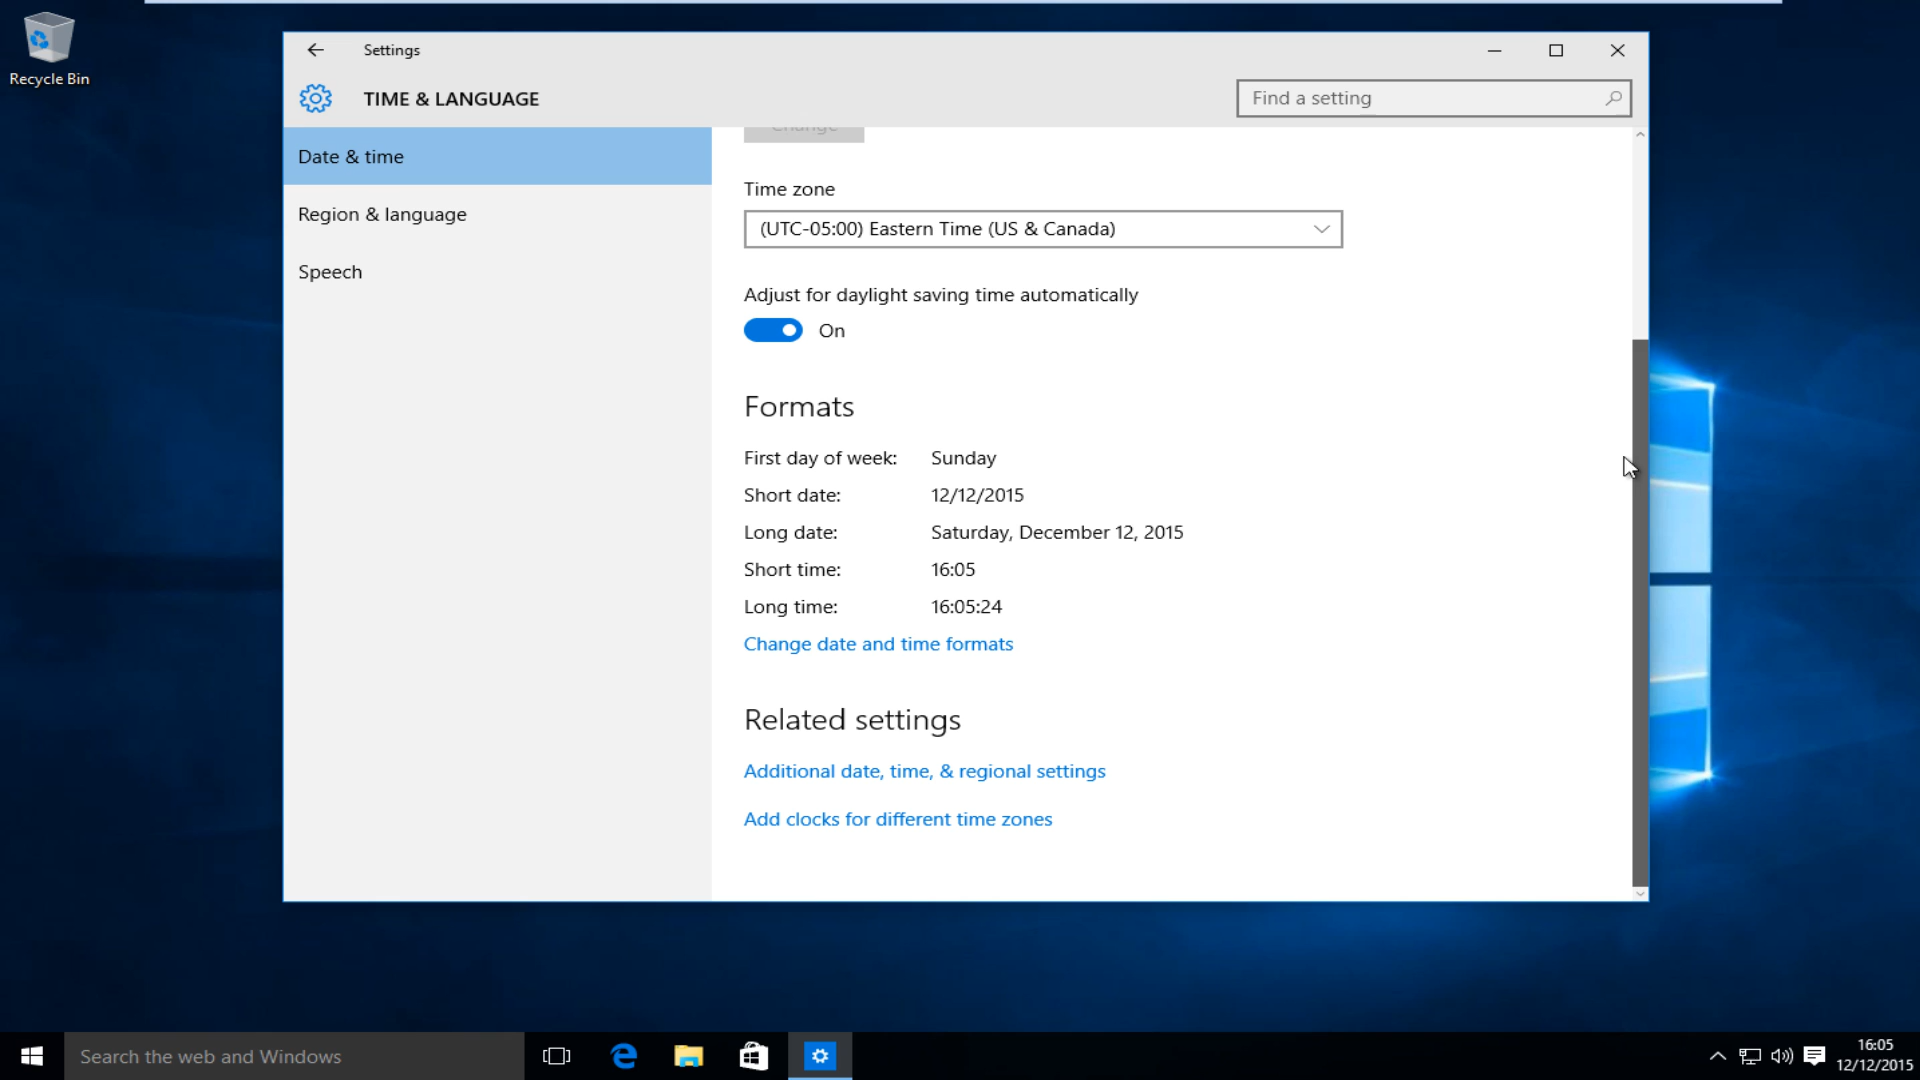 Recycle Bin
Settings
TIME & LANGUAGE
Find a setting
Change
Date & time
Region & language
Speech
Time zone
(UTC-05:00) Eastern Time (US & Canada)
Adjust for daylight saving time automatically
On
Formats
First day of week: Sunday
Short date: 12/12/2015
Long date: Saturday, December 12, 2015
Short time: 16:05
Long time: 16:05:24
Change date and time formats
Related settings
Additional date, time, & regional settings
Add clocks for different time zones
Search the web and Windows
16:05
12/12/2015